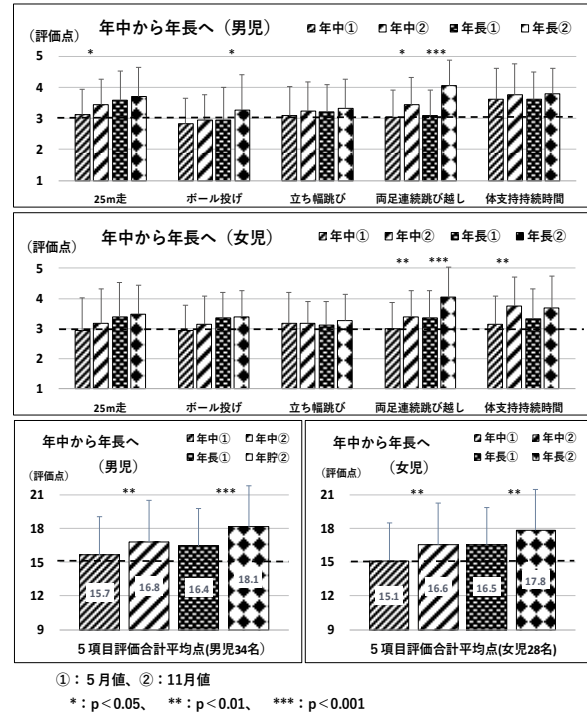 年中から年長へ（男児）
（評価点）
年中① 年中② 年長① 年長②
* * * ***
5
4
3
2
1
25m走 ボール投げ 立ち幅跳び 両足連続跳び越し 体支持持続時間
年中から年長へ（女児）
（評価点）
年中① 年中② 年長① 年長②
** *** **
5
4
3
2
1
25m走 ボール投げ 立ち幅跳び 両足連続跳び越し 体支持持続時間
年中から年長へ
（男児）
（評価点）
年中① 年中②
年長① 年貯②
** ***
21
18
15
12
9
15.7 16.8 16.4 18.1
５項目評価合計平均点(男児34名)
年中から年長へ
（女児）
（評価点）
年中① 年中②
年長① 年長②
** **
21
18
15
12
9
15.1 16.6 16.5 17.8
５項目評価合計平均点(女児28名)
①：５月値、②：11月値
*：p＜0.05、 **：p＜0.01、 ***：p＜0.001